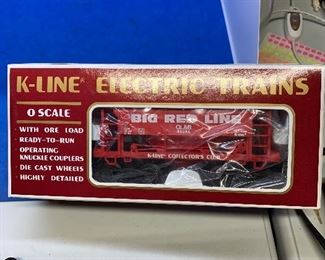 K-LINE® ELECTRIC TRAINS
O SCALE
• WITH ORE LOAD
• READY-TO-RUN
• OPERATING
KNUCKLE COUPLERS
• DIE CAST WHEELS
• HIGHLY DETAILED
BIG RED LINE
K-LINE COLLECTOR'S CLUB